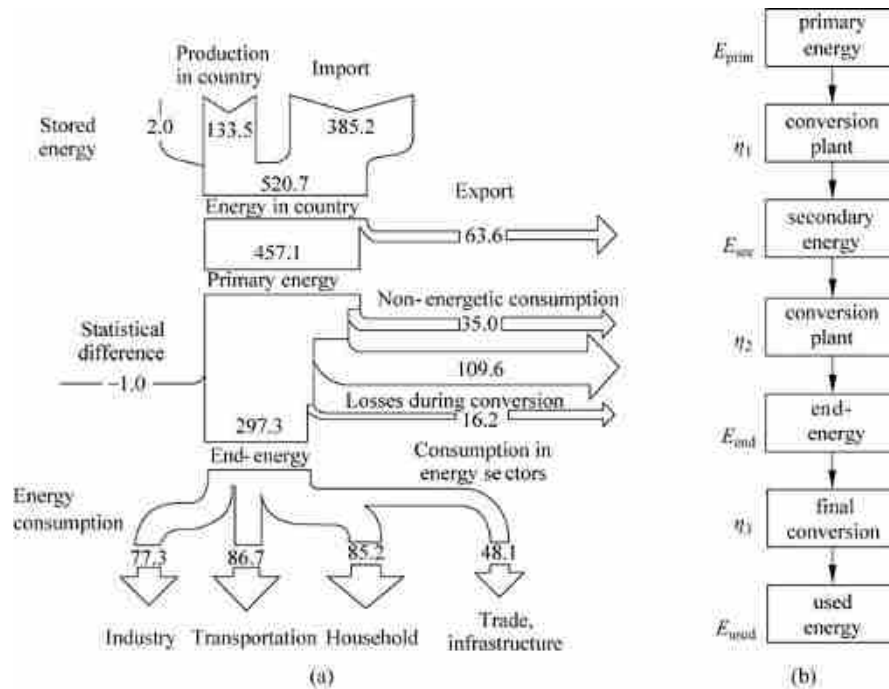 Production
in country
Import
Stored
energy
2.0
133.5
385.2
520.7
Energy in country
Export
63.6
457.1
Primary energy
Non- energetic consumption
35.0
Statistical
difference
-1.0
109.6
Losses during conversion
16.2
297.3
End- energy
Consumption in
energy sectors
Energy
consumption
77.3
86.7
85.2
48.1
Industry
Transportation
Household
Trade,
infrastructure
(a)
E prim
primary
energy
η1
conversion
plant
E sec
secondary
energy
η2
conversion
plant
E end
end-
energy
η3
final
conversion
E used
used
energy
(b)